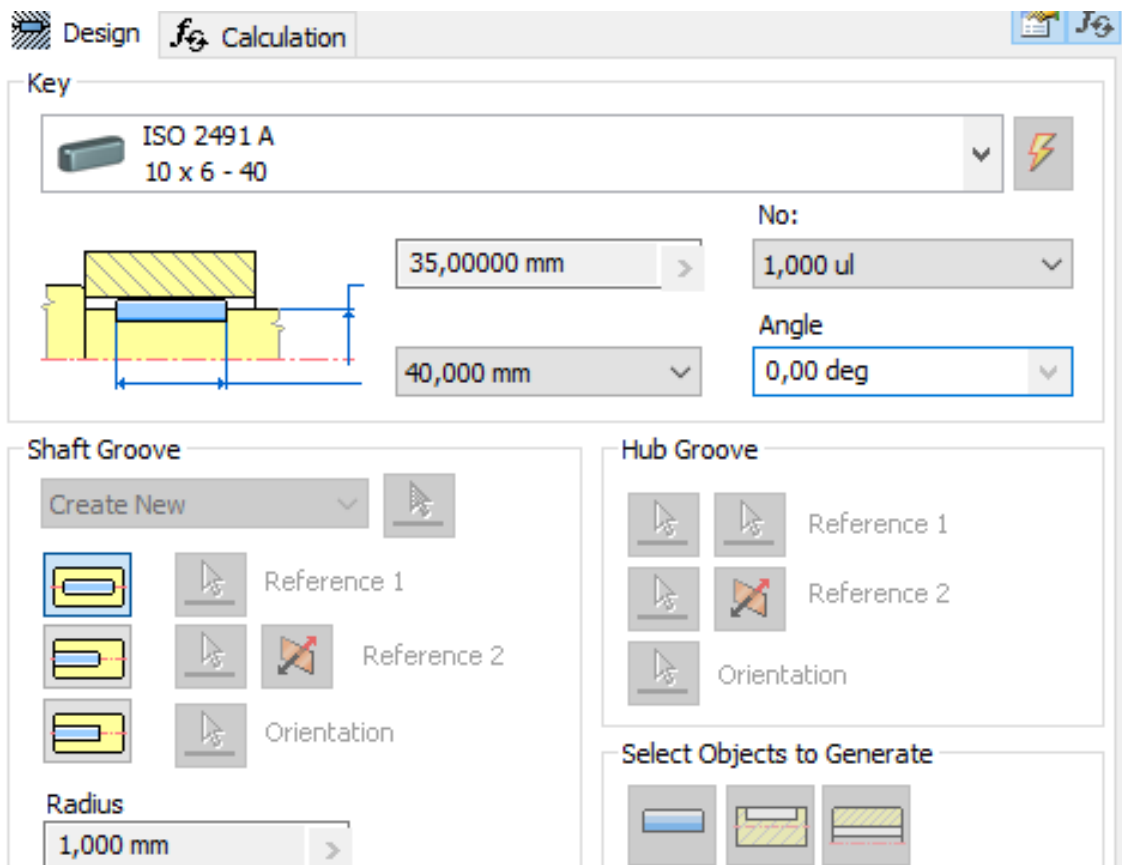 Design
Calculation
Key
ISO 2491 A
10 x 6 - 40
No:
35,00000 mm
1,000 ul
Angle
40,000 mm
0,00 deg
Shaft Groove
Hub Groove
Create New
Reference 1
Reference 1
Reference 2
Reference 2
Orientation
Orientation
Select Objects to Generate
Radius
1,000 mm